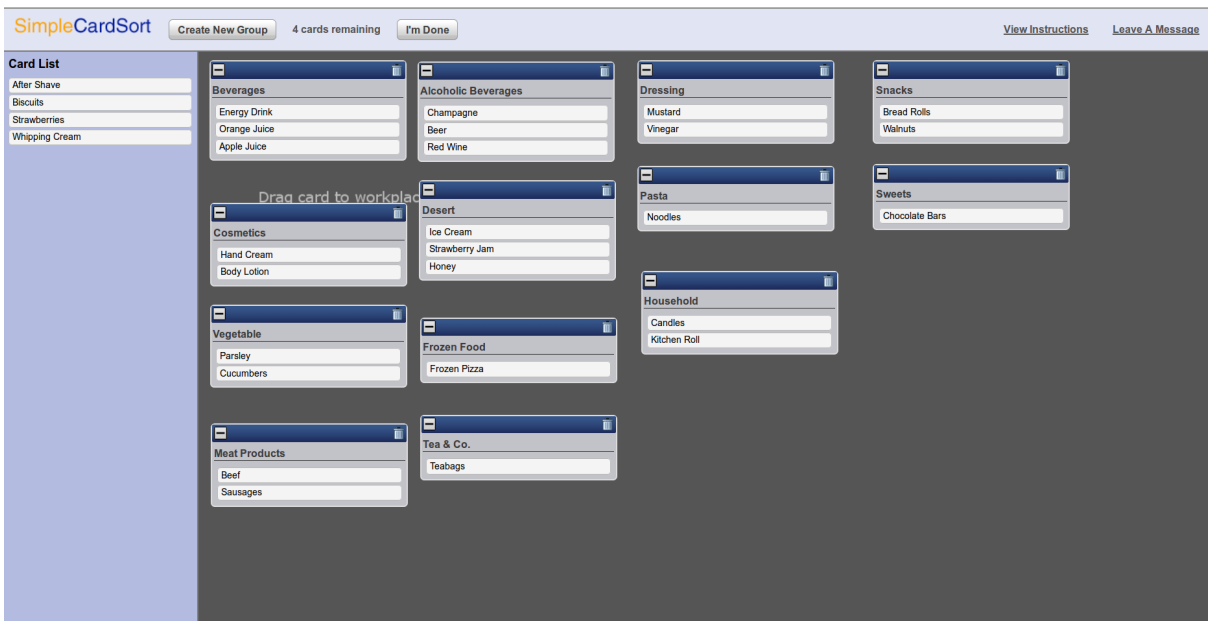 SimpleCardSort
Create New Group
4 cards remaining
I'm Done
View Instructions
Leave A Message
Card List
After Shave
Biscuits
Strawberries
Whipping Cream
Beverages
Energy Drink
Orange Juice
Apple Juice
Alcoholic Beverages
Champagne
Beer
Red Wine
Dressing
Mustard
Vinegar
Snacks
Bread Rolls
Walnuts
Drag card to
Cosmetics
Hand Cream
Body Lotion
Desert
Ice Cream
Strawberry Jam
Honey
Pasta
Noodles
Sweets
Chocolate Bars
Household
Candles
Kitchen Roll
Vegetable
Parsley
Cucumbers
Frozen Food
Frozen Pizza
Meat Products
Beef
Sausages
Tea & Co.
Teabags